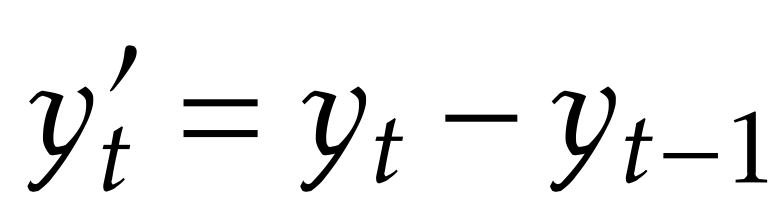 y′ₜ = yₜ − yₜ₋₁